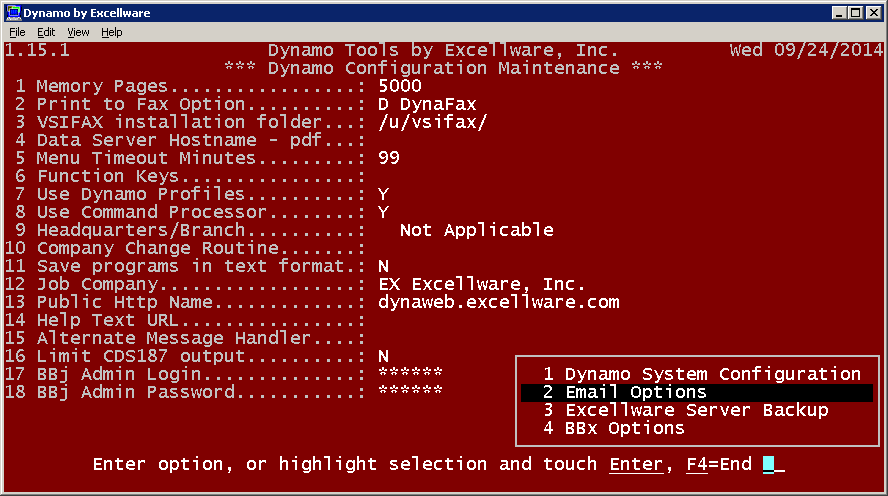 Dynamo by Excellware
File Edit View Help
1.15.1 Dynamo Tools by Excellware, Inc. Wed 09/24/2014
*** Dynamo Configuration Maintenance ***
1 Memory Pages.................: 5000
2 Print to Fax Option..........: D DynaFax
3 VSIFAX installation folder...: /u/vsifax/
4 Data Server Hostname - pdf...:
5 Menu Timeout Minutes.........: 99
6 Function Keys................:
7 Use Dynamo Profiles..........: Y
8 Use Command Processor........: Y
9 Headquarters/Branch..........: Not Applicable
10 Company Change Routine.......:
11 Save programs in text format.: N
12 Job Company..................: EX Excellware, Inc.
13 Public Http Name.............: dynaweb.excellware.com
14 Help Text URL................:
15 Alternate Message Handler....:
16 Limit CDS187 output..........: N
17 BBj Admin Login..............: ******
18 BBj Admin Password...........: ******
1 Dynamo System Configuration
2 Email Options
3 Excellware Server Backup
4 BBx Options
Enter option, or highlight selection and touch Enter, F4=End _